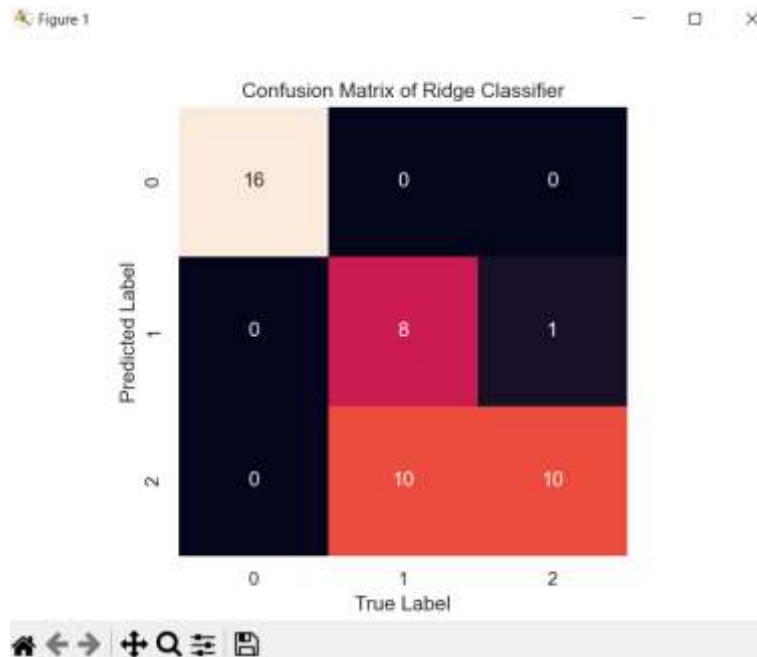 Figure 1
Confusion Matrix of Ridge Classifier
0 16 0 0
Predicted Label
1 0 8 1
2 0 10 10
0 1 2
True Label